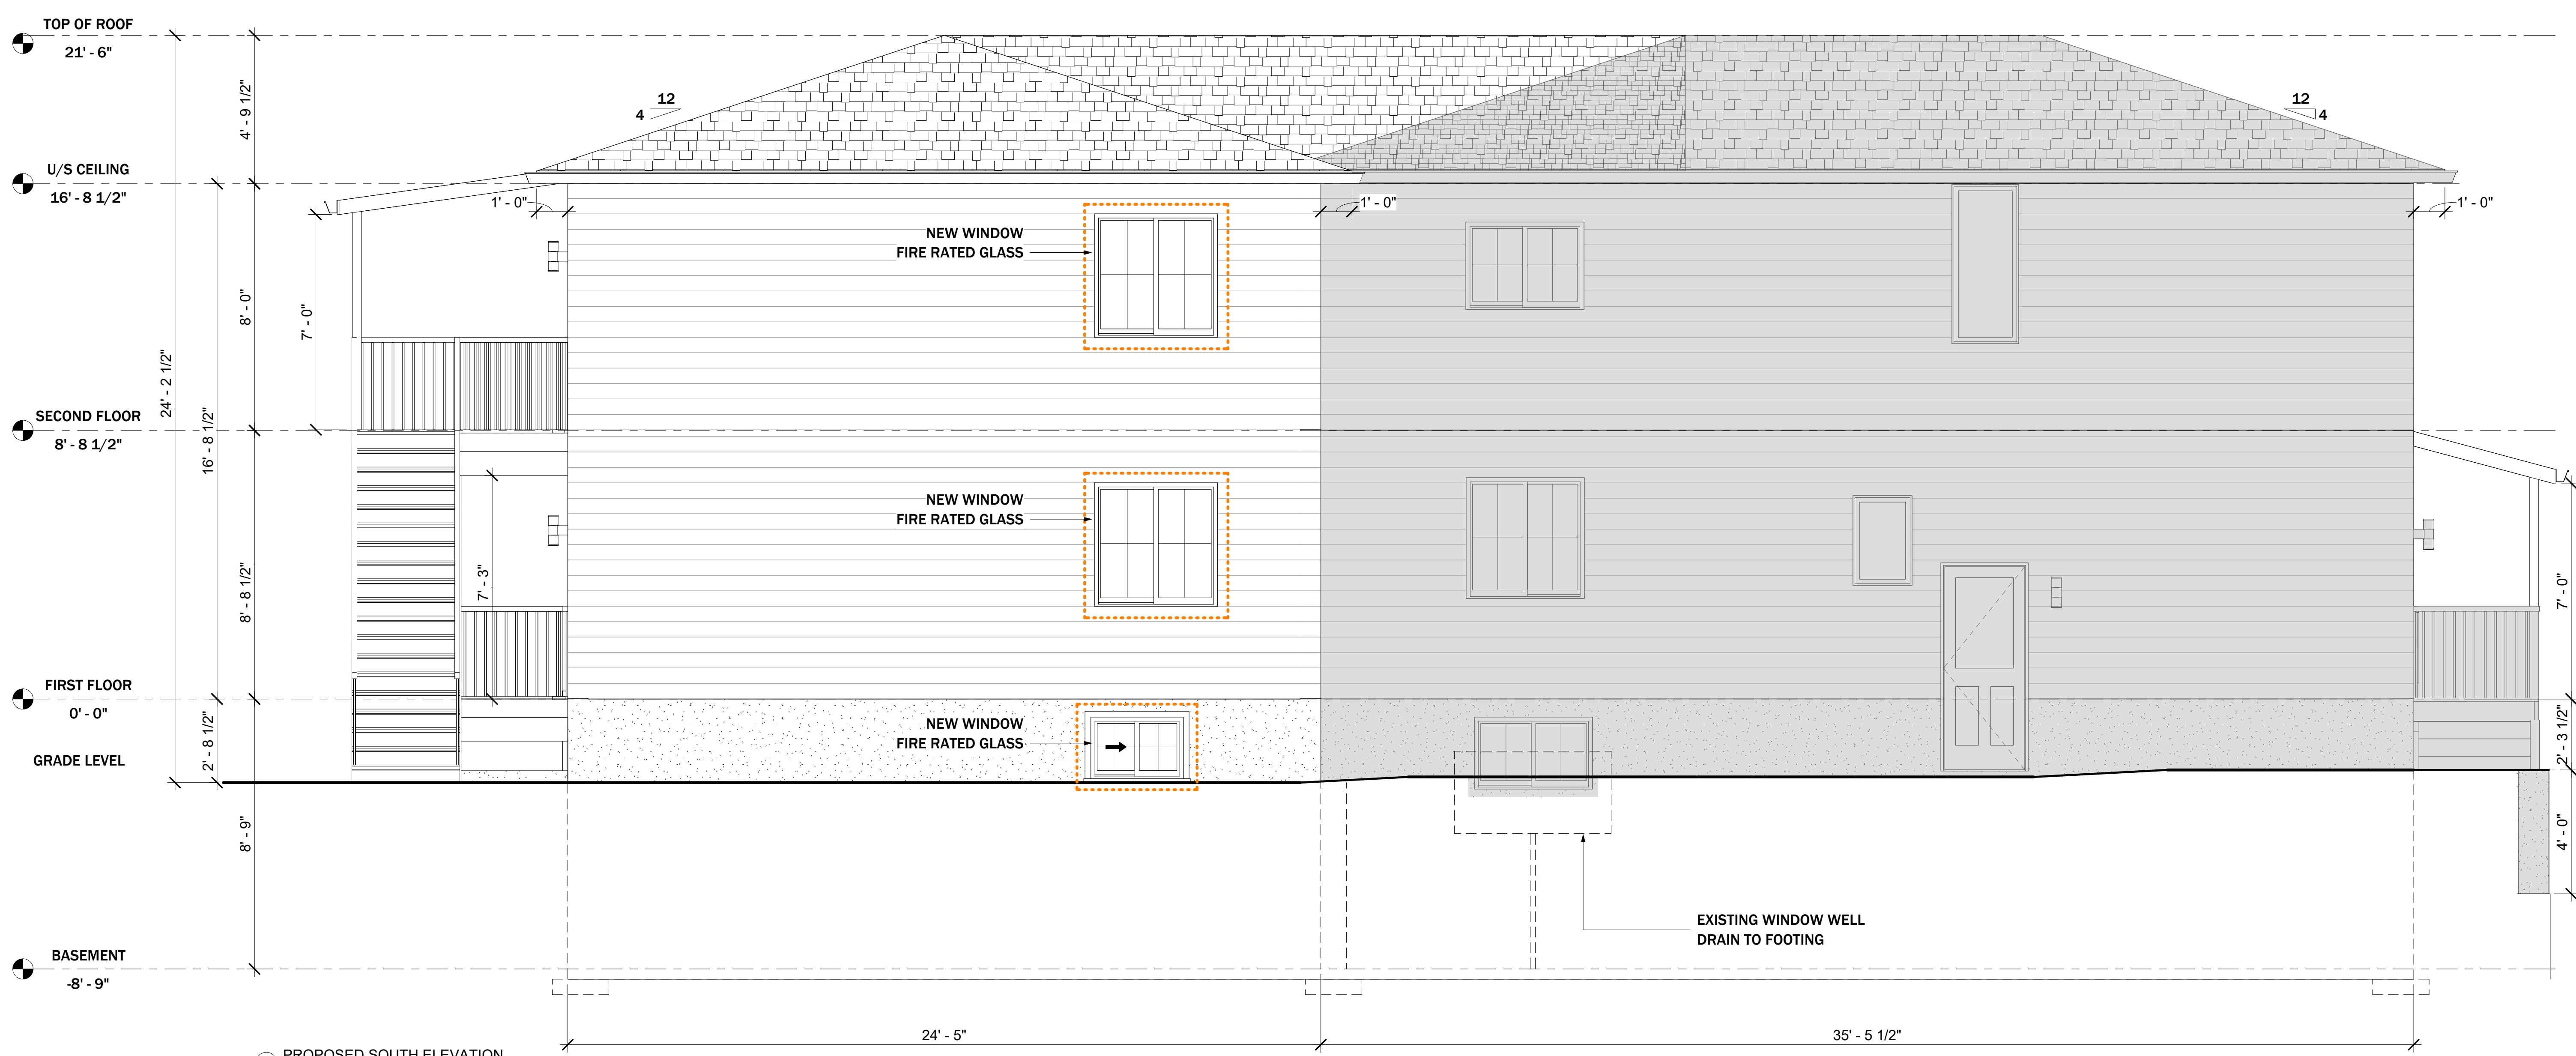 TOP OF ROOF
21' - 6"
U/S CEILING
16' - 8 1/2"
SECOND FLOOR
8' - 8 1/2"
FIRST FLOOR
0' - 0"
GRADE LEVEL
BASEMENT
-8' - 9"
24' - 2 1/2"
16' - 8 1/2"
2' - 8 1/2"
4' - 9 1/2"
8' - 0"
8' - 8 1/2"
8' - 9"
7' - 0"
7' - 3"
12
4
12
4
1' - 0"
1' - 0"
1' - 0"
NEW WINDOW
FIRE RATED GLASS
NEW WINDOW
FIRE RATED GLASS
NEW WINDOW
FIRE RATED GLASS
7' - 0"
2' - 3 1/2"
4' - 0"
EXISTING WINDOW WELL
DRAIN TO FOOTING
24' - 5"
35' - 5 1/2"
PROPOSED SOUTH ELEVATION